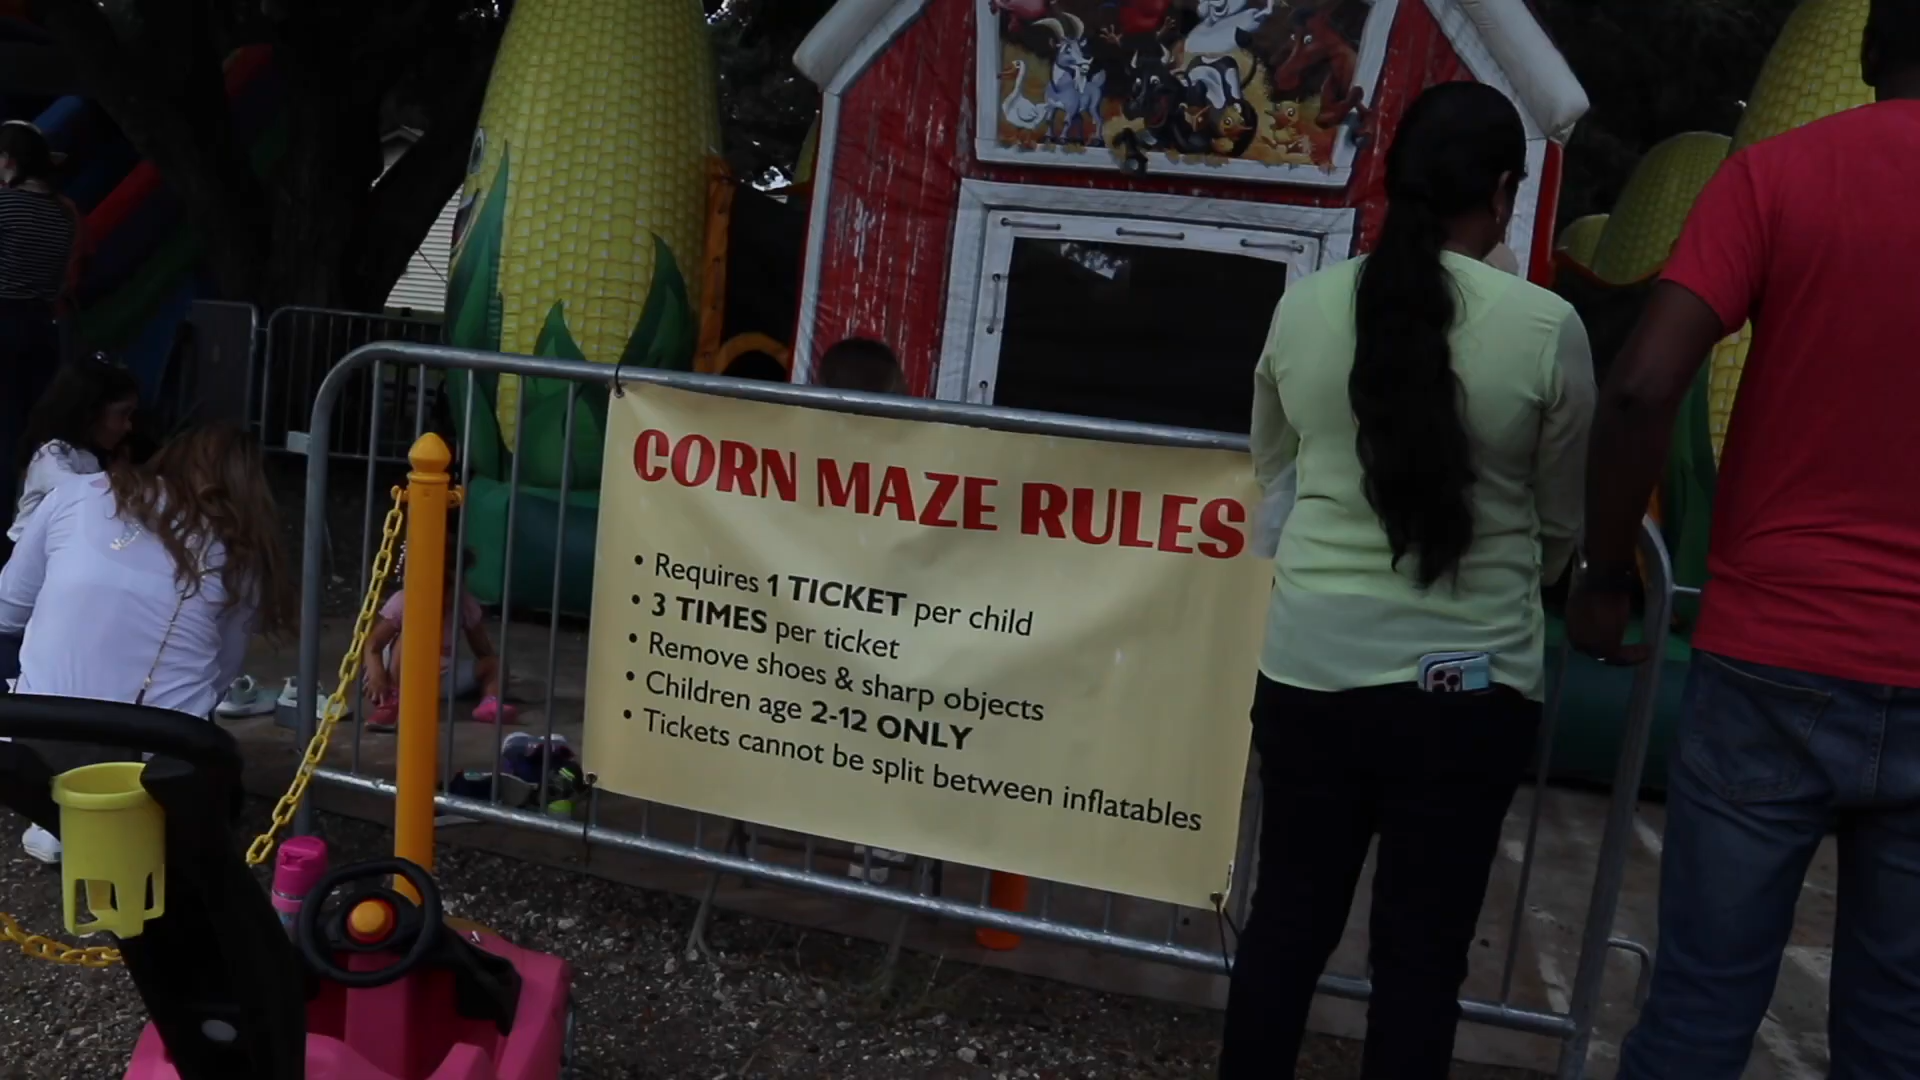 CORN MAZE RULES
• Requires 1 TICKET per child
• 3 TIMES per ticket
• Remove shoes & sharp objects
• Children age 2-12 ONLY
• Tickets cannot be split between inflatables